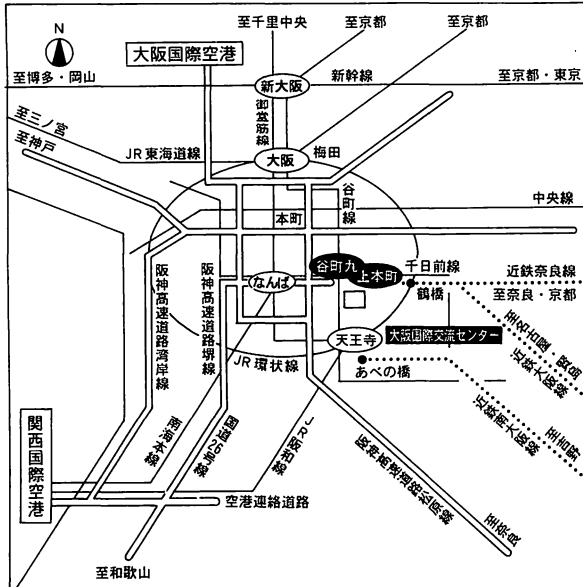 至千里中央
至京都
至京都
N
大阪国際空港
至博多・岡山
新大阪
新幹線
至京都・東京
御堂筋線
至三ノ宮
至神戸
JR東海道線
大阪
梅田
谷町線
中央線
本町
谷町九
上本町
千日前線
近鉄奈良線
なんば
鶴橋
至奈良・京都
阪神高速道路湾岸線
阪神高速道路堺線
天王寺
大阪国際交流センター
至名古屋・賢島
近鉄大阪線
JR環状線
あべの橋
関西国際空港
南海本線
国道26号線
JR阪和線
阪神高速道路松原線
近鉄南大阪線
至吉野
空港連絡道路
至奈良
至和歌山